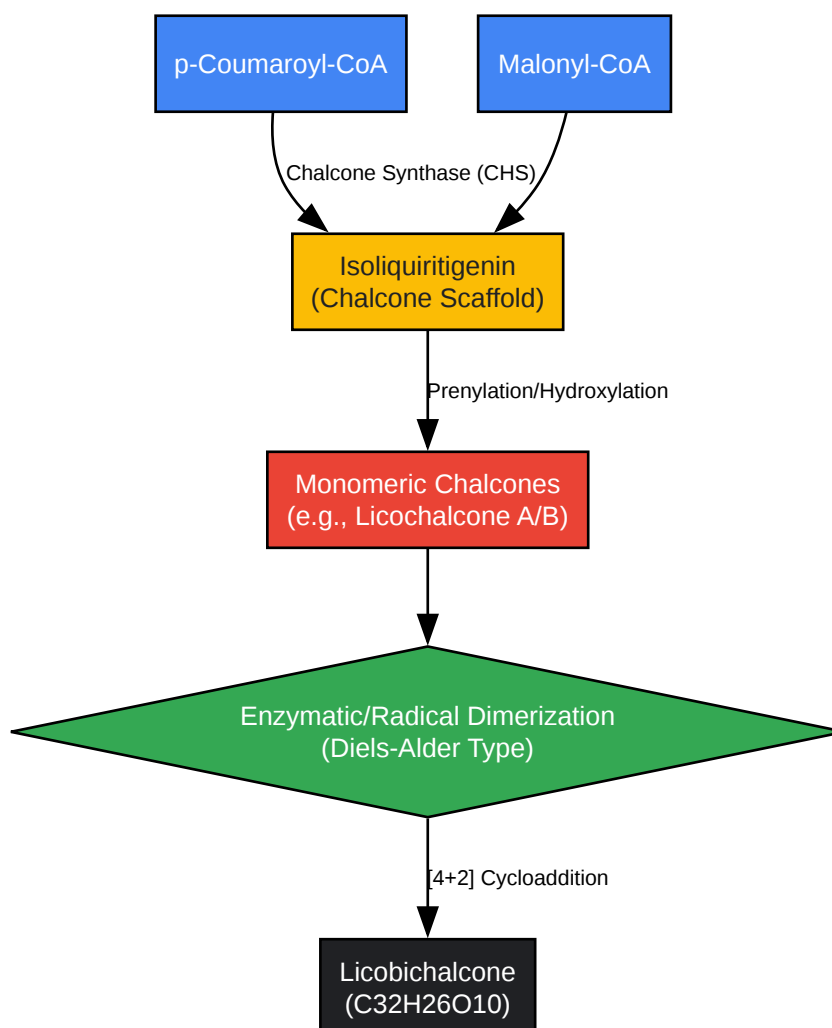 p-Coumaroyl-CoA
Malonyl-CoA
Chalcone Synthase (CHS)
Isoliquiritigenin
(Chalcone Scaffold)
Prenylation/Hydroxylation
Monomeric Chalcones
(e.g., Licochalcone A/B)
Enzymatic/Radical Dimerization
(Diels-Alder Type)
[4+2] Cycloaddition
Licobichalcone
(C32H26O10)